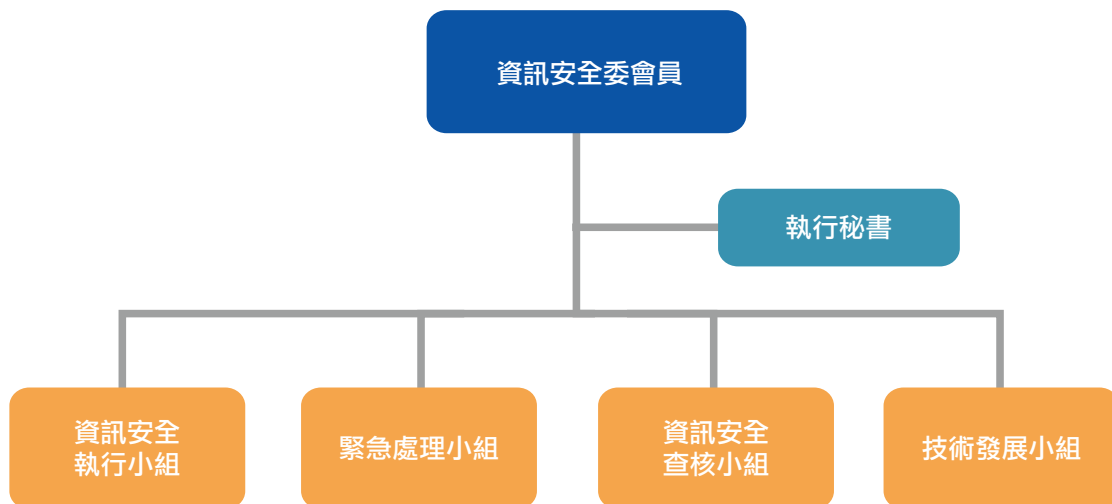 資訊安全委會員
執行秘書
資訊安全
執行小組
緊急處理小組
資訊安全
查核小組
技術發展小組